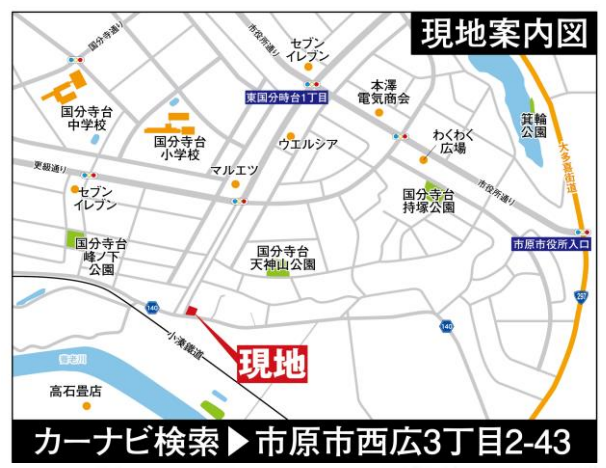 現地案内図
国分寺通り
市役所通り
セブン
イレブン
東国分時台1丁目
本澤
電気商会
国分寺台
中学校
国分寺台
小学校
ウエルシア
わくわく
広場
箕輪
公園
大多喜街道
更級通り
マルエツ
セブン
イレブン
国分寺台
持塚公園
市役所通り
市原市役所入口
国分寺台
峰ノ下
公園
国分寺台
天神山公園
297
140
140
小湊鐵道
現地
養老川
高石畳店
カーナビ検索▶市原市西広3丁目2-43